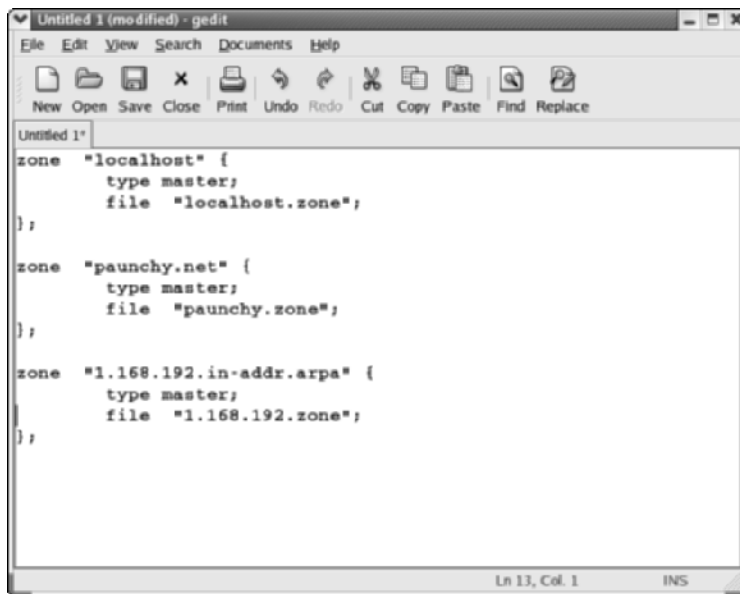 Untitled 1 (modified) - gedit
File Edit View Search Documents Help
New Open Save Close Print Undo Redo Cut Copy Paste Find Replace
Untitled 1*
zone "localhost" {
type master;
file "localhost.zone";
};
zone "paunchy.net" {
type master;
file "paunchy.zone";
};
zone "1.168.192.in-addr.arpa" {
type master;
file "1.168.192.zone";
};
Ln 13, Col. 1 INS